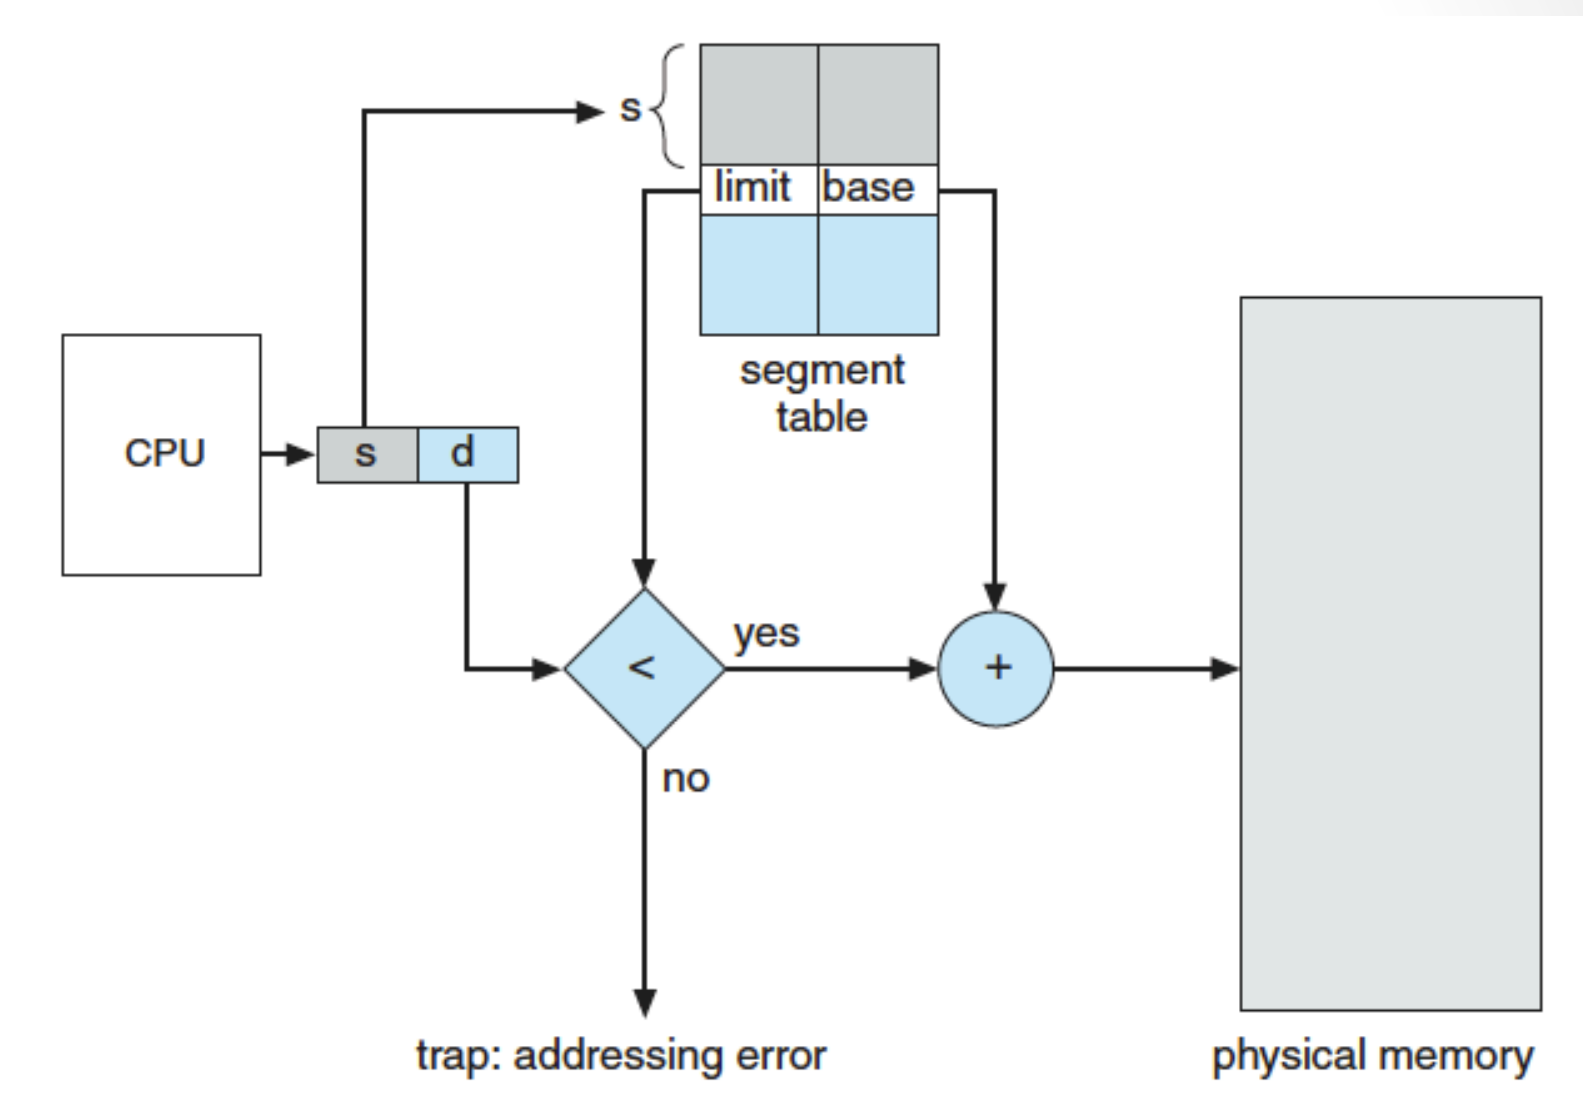 s
limit
base
segment
table
CPU
s
d
<
yes
+
no
trap: addressing error
physical memory